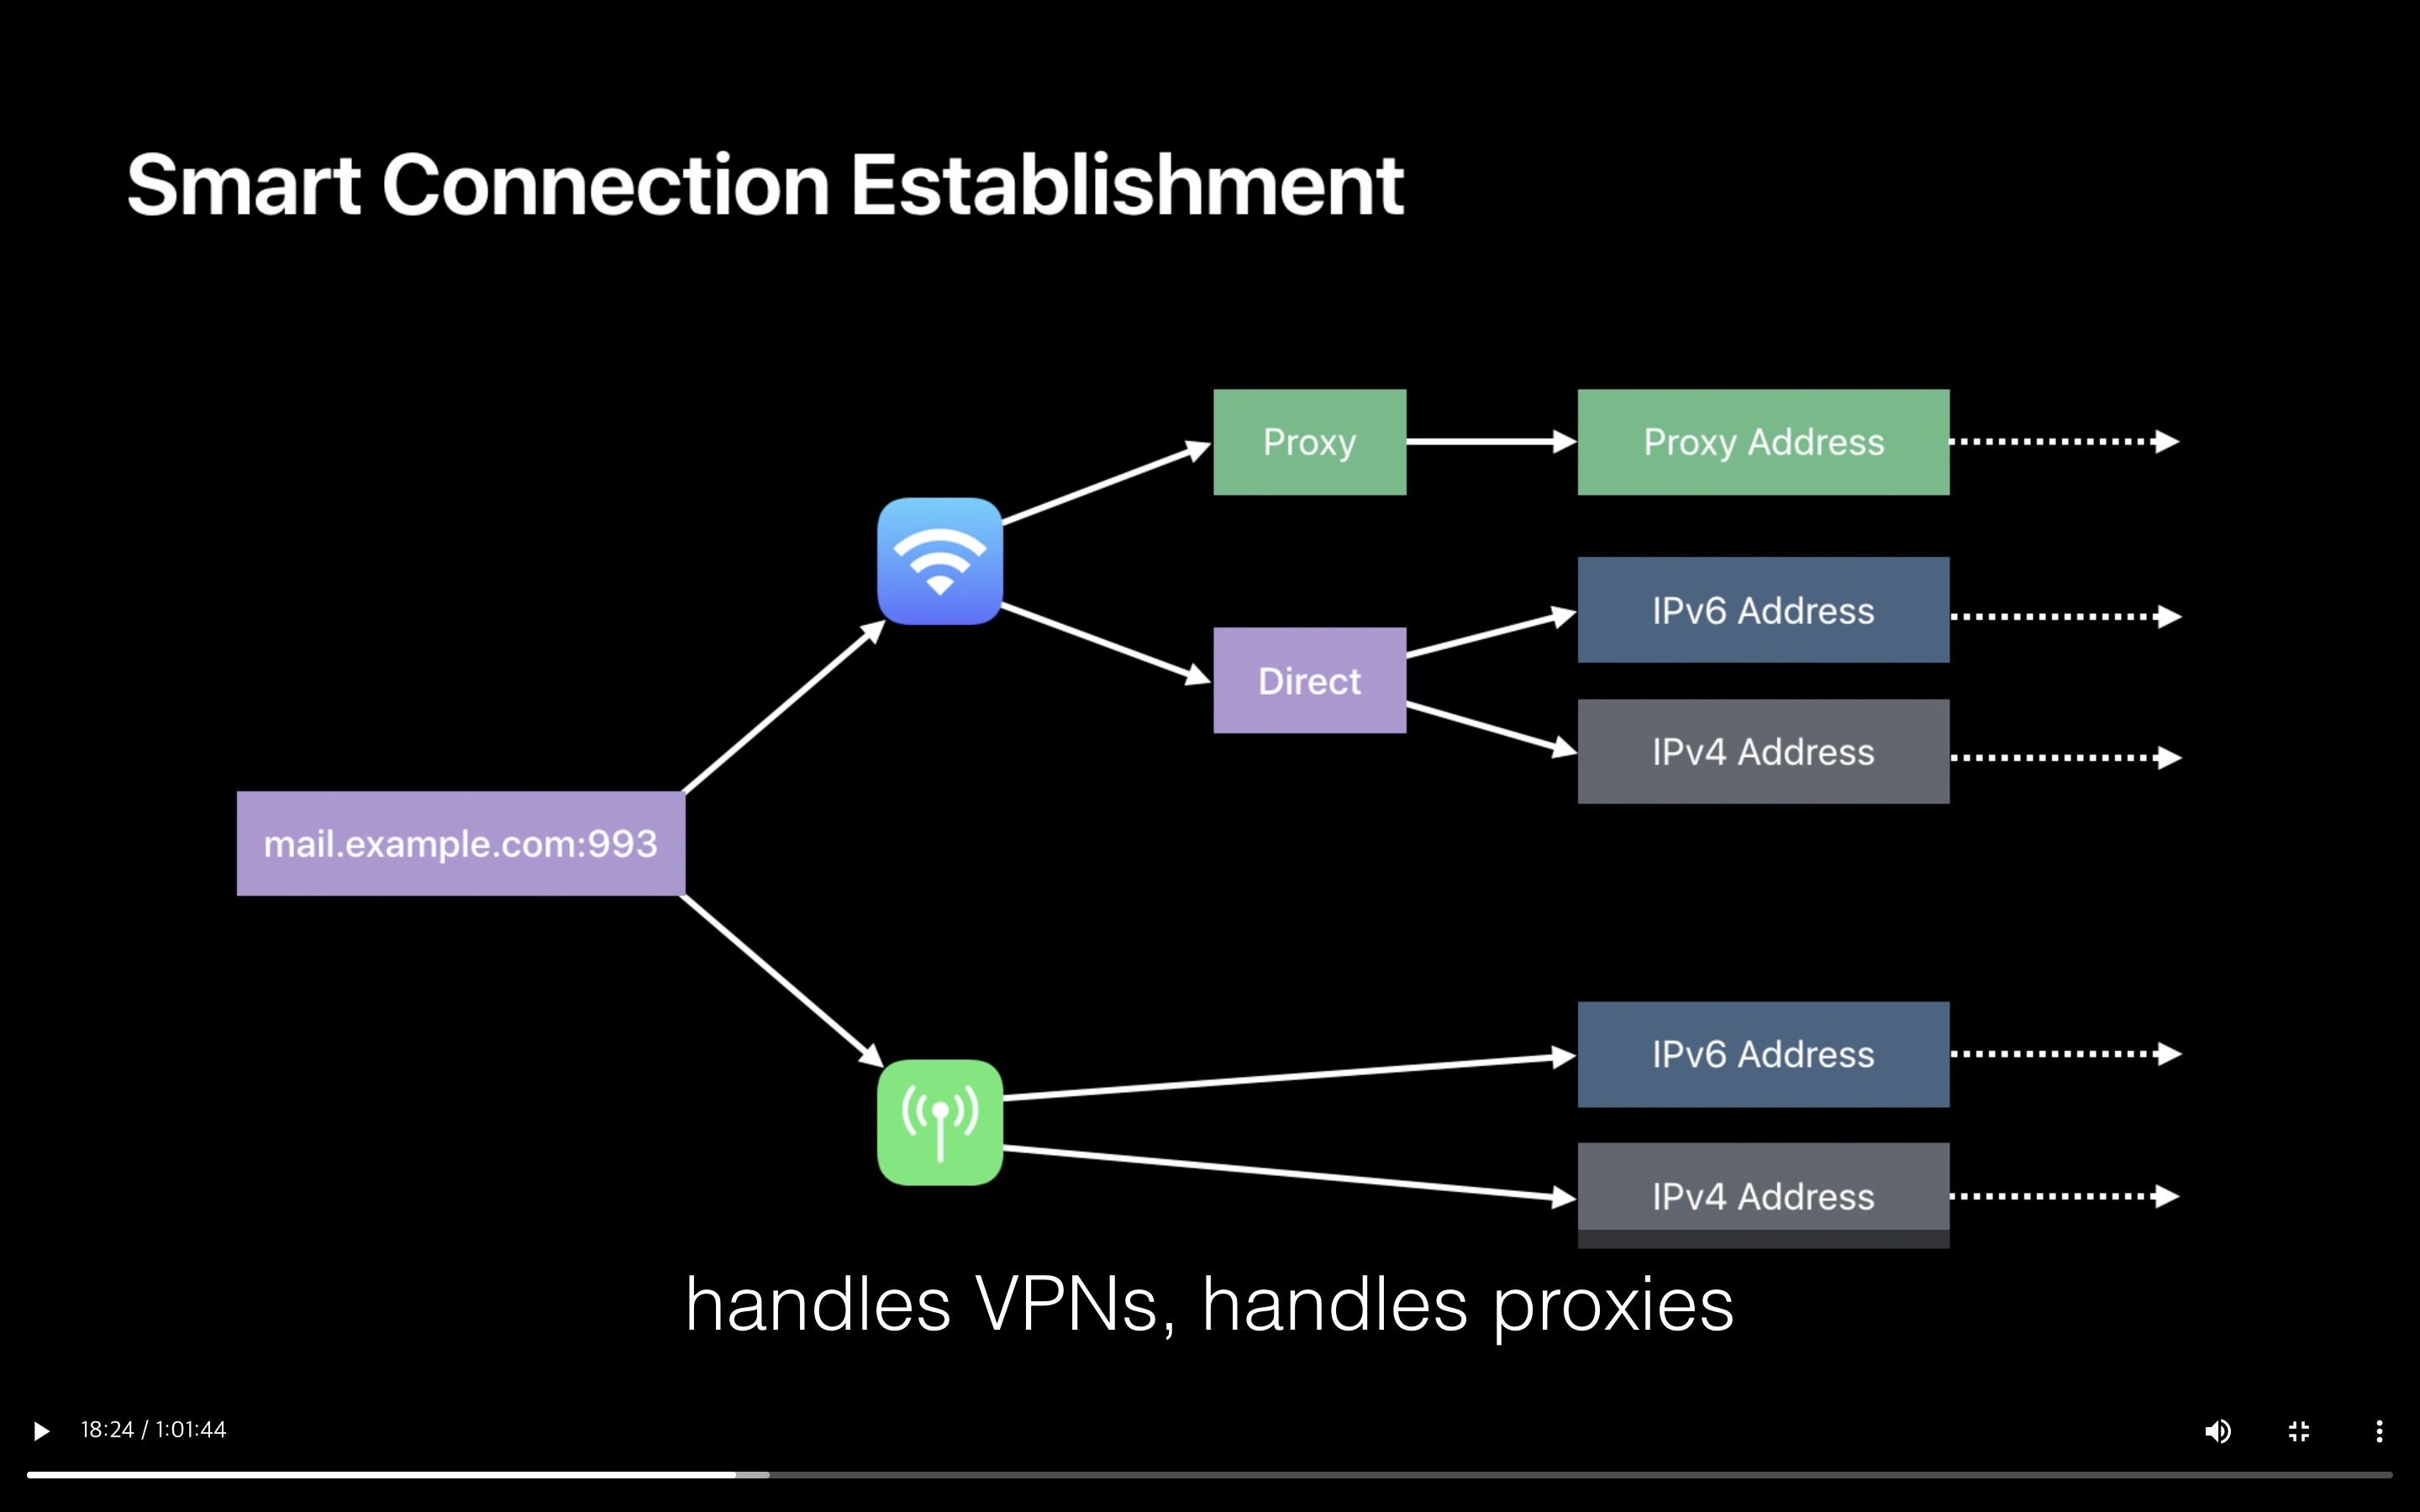 Smart Connection Establishment
Proxy
Proxy Address
IPv6 Address
Direct
IPv4 Address
mail.example.com:993
IPv6 Address
IPv4 Address
handles VPNs, handles proxies
18:24 / 1:01:44